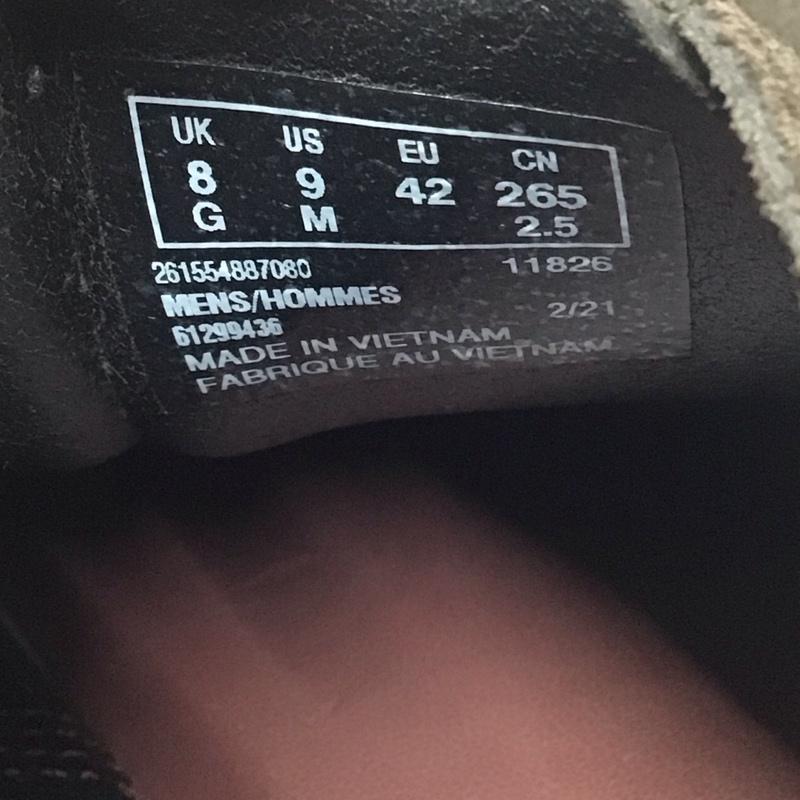 UK US EU CN
8 9 42 265
G M 2.5
261554887080 11826
MENS/HOMMES
61299436 2/21
MADE IN VIETNAM
FABRIQUE AU VIETNAM